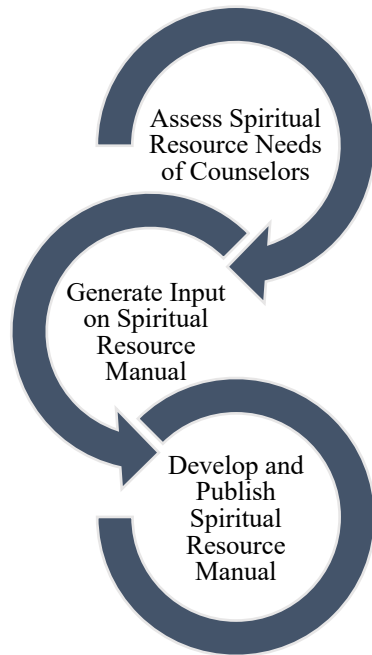 Assess Spiritual
Resource Needs
of Counselors
Generate Input
on Spiritual
Resource
Manual
Develop and
Publish
Spiritual
Resource
Manual